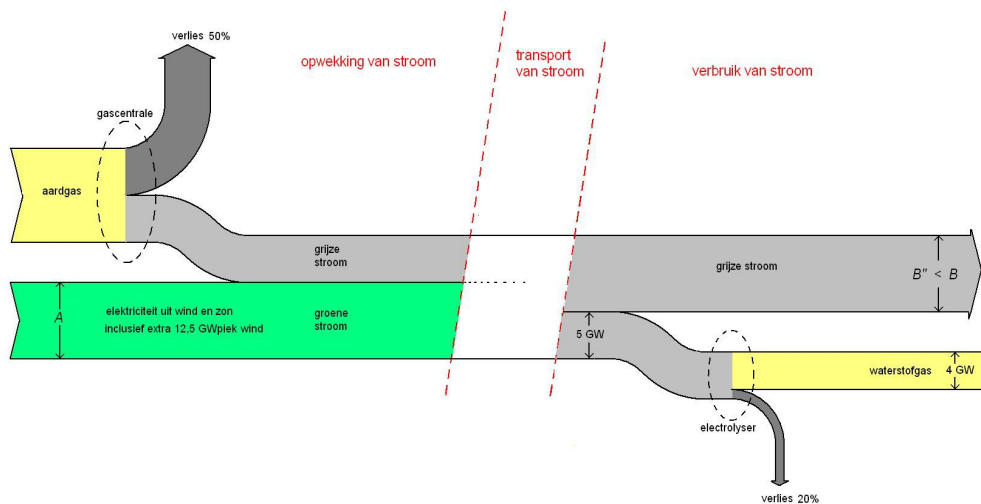 verlies 50%
opwekking van stroom
transport
van stroom
verbruik van stroom
gascentrale
aardgas
grijze
stroom
grijze stroom
B" < B
A
elektriciteit uit wind en zon
inclusief extra 12,5 GWpiek wind
groene
stroom
5 GW
waterstofgas
4 GW
electrolyser
verlies 20%